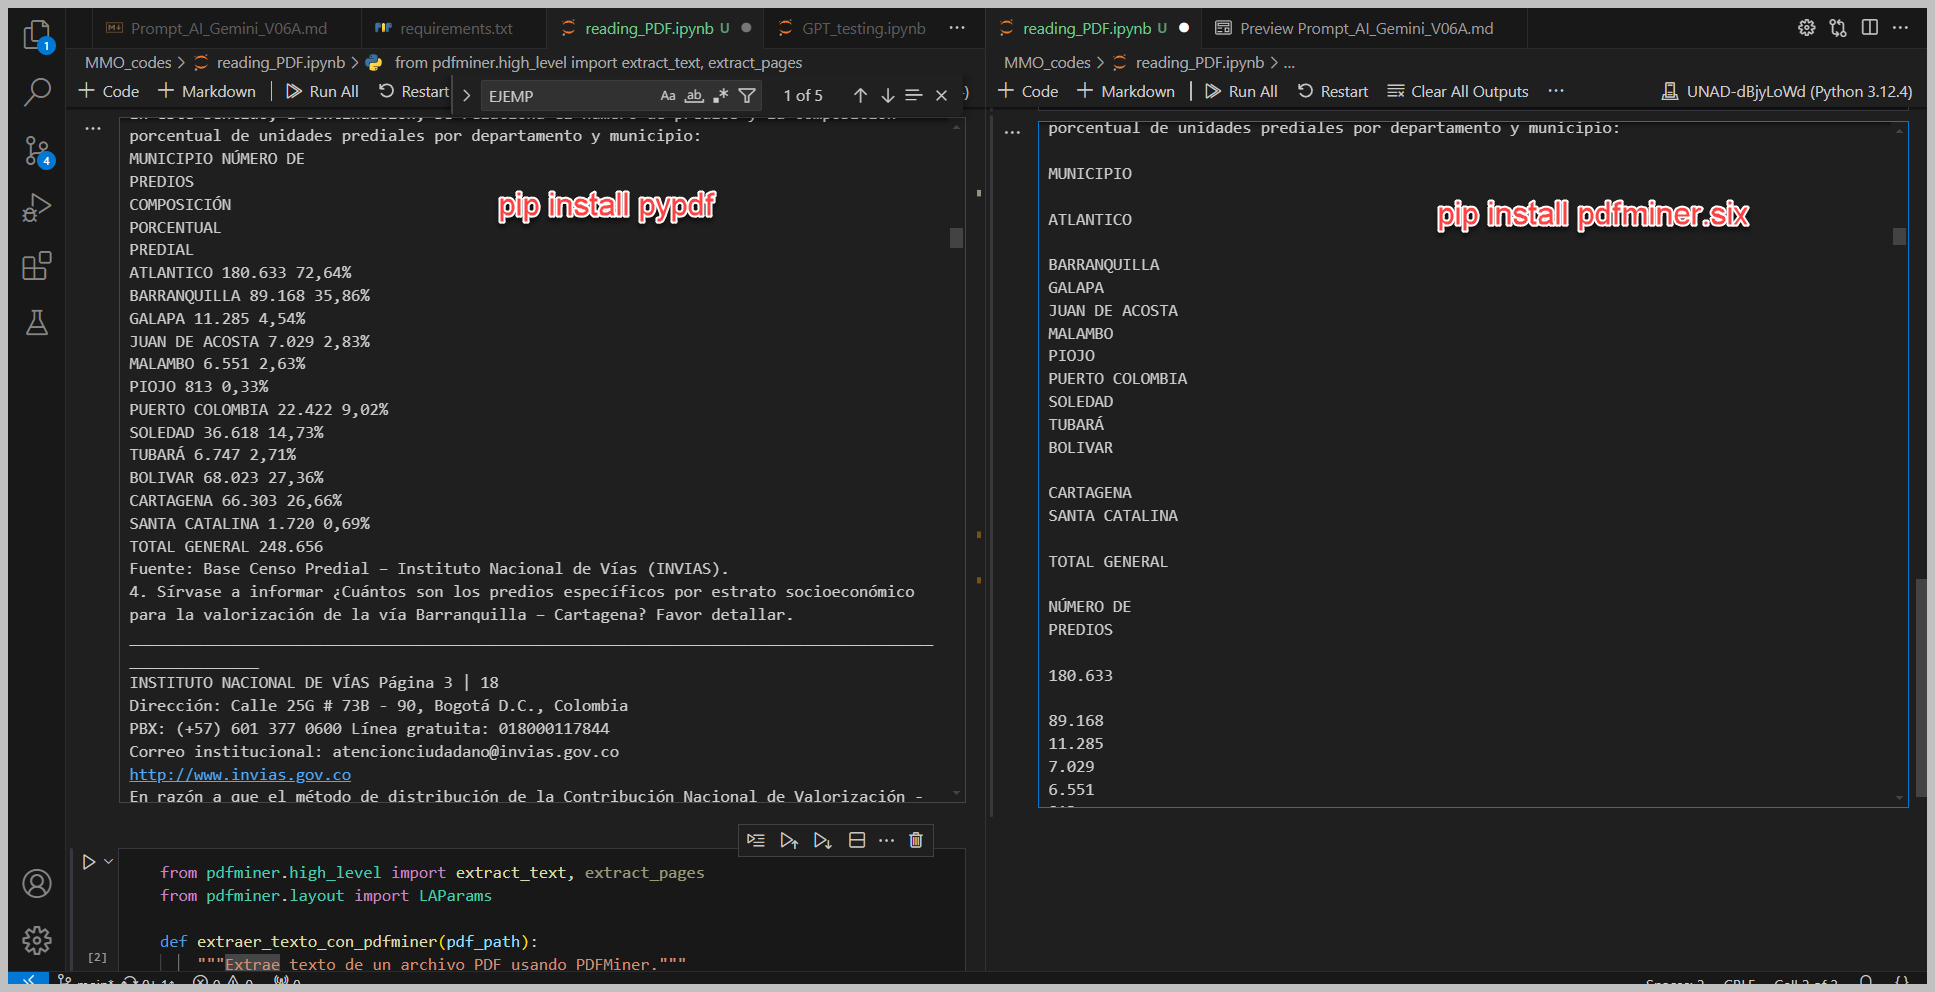 Prompt_AI_Gemini_V06A.md
requirements.txt
reading_PDF.ipynb U
GPT_testing.ipynb
MMO_codes > reading_PDF.ipynb > from pdfminer.high_level import extract_text, extract_pages
+ Code + Markdown | Run All Restart
EJEMP
Aa ab
1 of 5
porcentual de unidades prediales por departamento y municipio:
MUNICIPIO NÚMERO DE
PREDIOS
COMPOSICIÓN
PORCENTUAL
PREDIAL
ATLANTICO 180.633 72,64%
BARRANQUILLA 89.168 35,86%
GALAPA 11.285 4,54%
JUAN DE ACOSTA 7.029 2,83%
MALAMBO 6.551 2,63%
PIOJO 813 0,33%
PUERTO COLOMBIA 22.422 9,02%
SOLEDAD 36.618 14,73%
TUBARÁ 6.747 2,71%
BOLIVAR 68.023 27,36%
CARTAGENA 66.303 26,66%
SANTA CATALINA 1.720 0,69%
TOTAL GENERAL 248.656
Fuente: Base Censo Predial – Instituto Nacional de Vías (INVIAS).
4. Sírvase a informar ¿Cuántos son los predios específicos por estrato socioeconómico
para la valorización de la vía Barranquilla – Cartagena? Favor detallar.
INSTITUTO NACIONAL DE VÍAS Página 3 | 18
Dirección: Calle 25G # 73B - 90, Bogotá D.C., Colombia
PBX: (+57) 601 377 0600 Línea gratuita: 018000117844
Correo institucional: atencionciudadano@invias.gov.co
http://www.invias.gov.co
En razón a que el método de distribución de la Contribución Nacional de Valorización -
pip install pypdf
from pdfminer.high_level import extract_text, extract_pages
from pdfminer.layout import LAParams
def extraer_texto_con_pdfminer(pdf_path):
"""Extrae texto de un archivo PDF usando PDFMiner."""
[2]
1
4
reading_PDF.ipynb U
Preview Prompt_AI_Gemini_V06A.md
MMO_codes > reading_PDF.ipynb > ...
+ Code + Markdown | Run All Restart Clear All Outputs ...
UNAD-dBjyLoWd (Python 3.12.4)
porcentual de unidades prediales por departamento y municipio:
MUNICIPIO
ATLANTICO
BARRANQUILLA
GALAPA
JUAN DE ACOSTA
MALAMBO
PIOJO
PUERTO COLOMBIA
SOLEDAD
TUBARÁ
BOLIVAR
CARTAGENA
SANTA CATALINA
TOTAL GENERAL
NÚMERO DE
PREDIOS
180.633
89.168
11.285
7.029
6.551
pip install pdfminer.six